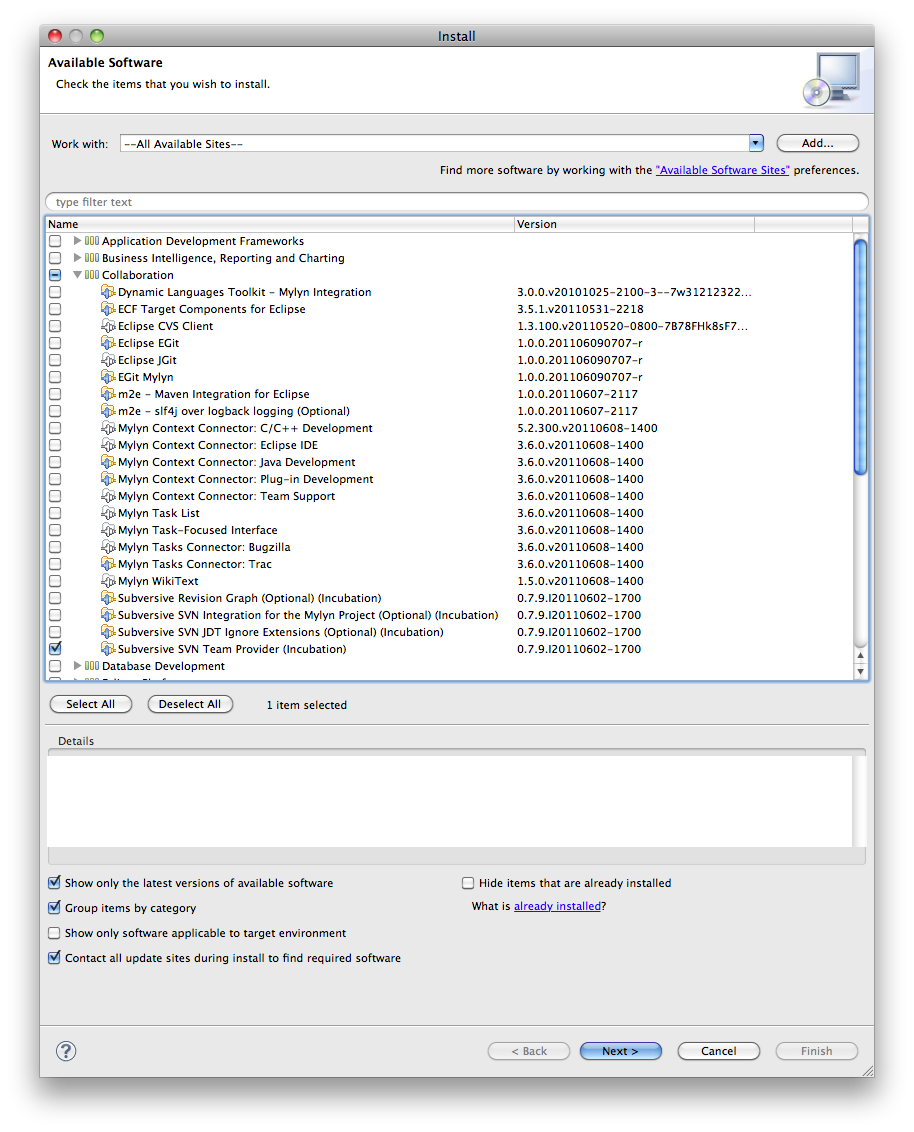 Install
Available Software
Check the items that you wish to install.
Work with: --All Available Sites-- Add...
Find more software by working with the "Available Software Sites" preferences.
type filter text
Name Version
Application Development Frameworks
Business Intelligence, Reporting and Charting
Collaboration
Dynamic Languages Toolkit - Mylyn Integration 3.0.0.v20101025-2100-3--7w31212322...
ECF Target Components for Eclipse 3.5.1.v20110531-2218
Eclipse CVS Client 1.3.100.v20110520-0800-7B78FHk8sF7...
Eclipse EGit 1.0.0.201106090707-r
Eclipse JGit 1.0.0.201106090707-r
EGit Mylyn 1.0.0.201106090707-r
m2e - Maven Integration for Eclipse 1.0.0.20110607-2117
m2e - slf4j over logback logging (Optional) 1.0.0.20110607-2117
Mylyn Context Connector: C/C++ Development 5.2.300.v20110608-1400
Mylyn Context Connector: Eclipse IDE 3.6.0.v20110608-1400
Mylyn Context Connector: Java Development 3.6.0.v20110608-1400
Mylyn Context Connector: Plug-in Development 3.6.0.v20110608-1400
Mylyn Context Connector: Team Support 3.6.0.v20110608-1400
Mylyn Task List 3.6.0.v20110608-1400
Mylyn Task-Focused Interface 3.6.0.v20110608-1400
Mylyn Tasks Connector: Bugzilla 3.6.0.v20110608-1400
Mylyn Tasks Connector: Trac 3.6.0.v20110608-1400
Mylyn WikiText 1.5.0.v20110608-1400
Subversive Revision Graph (Optional) (Incubation) 0.7.9.I20110602-1700
Subversive SVN Integration for the Mylyn Project (Optional) (Incubation) 0.7.9.I20110602-1700
Subversive SVN JDT Ignore Extensions (Optional) (Incubation) 0.7.9.I20110602-1700
Subversive SVN Team Provider (Incubation) 0.7.9.I20110602-1700
Database Development
Select All Deselect All 1 item selected
Details
Show only the latest versions of available software Hide items that are already installed
Group items by category What is already installed?
Show only software applicable to target environment
Contact all update sites during install to find required software
? < Back Next > Cancel Finish